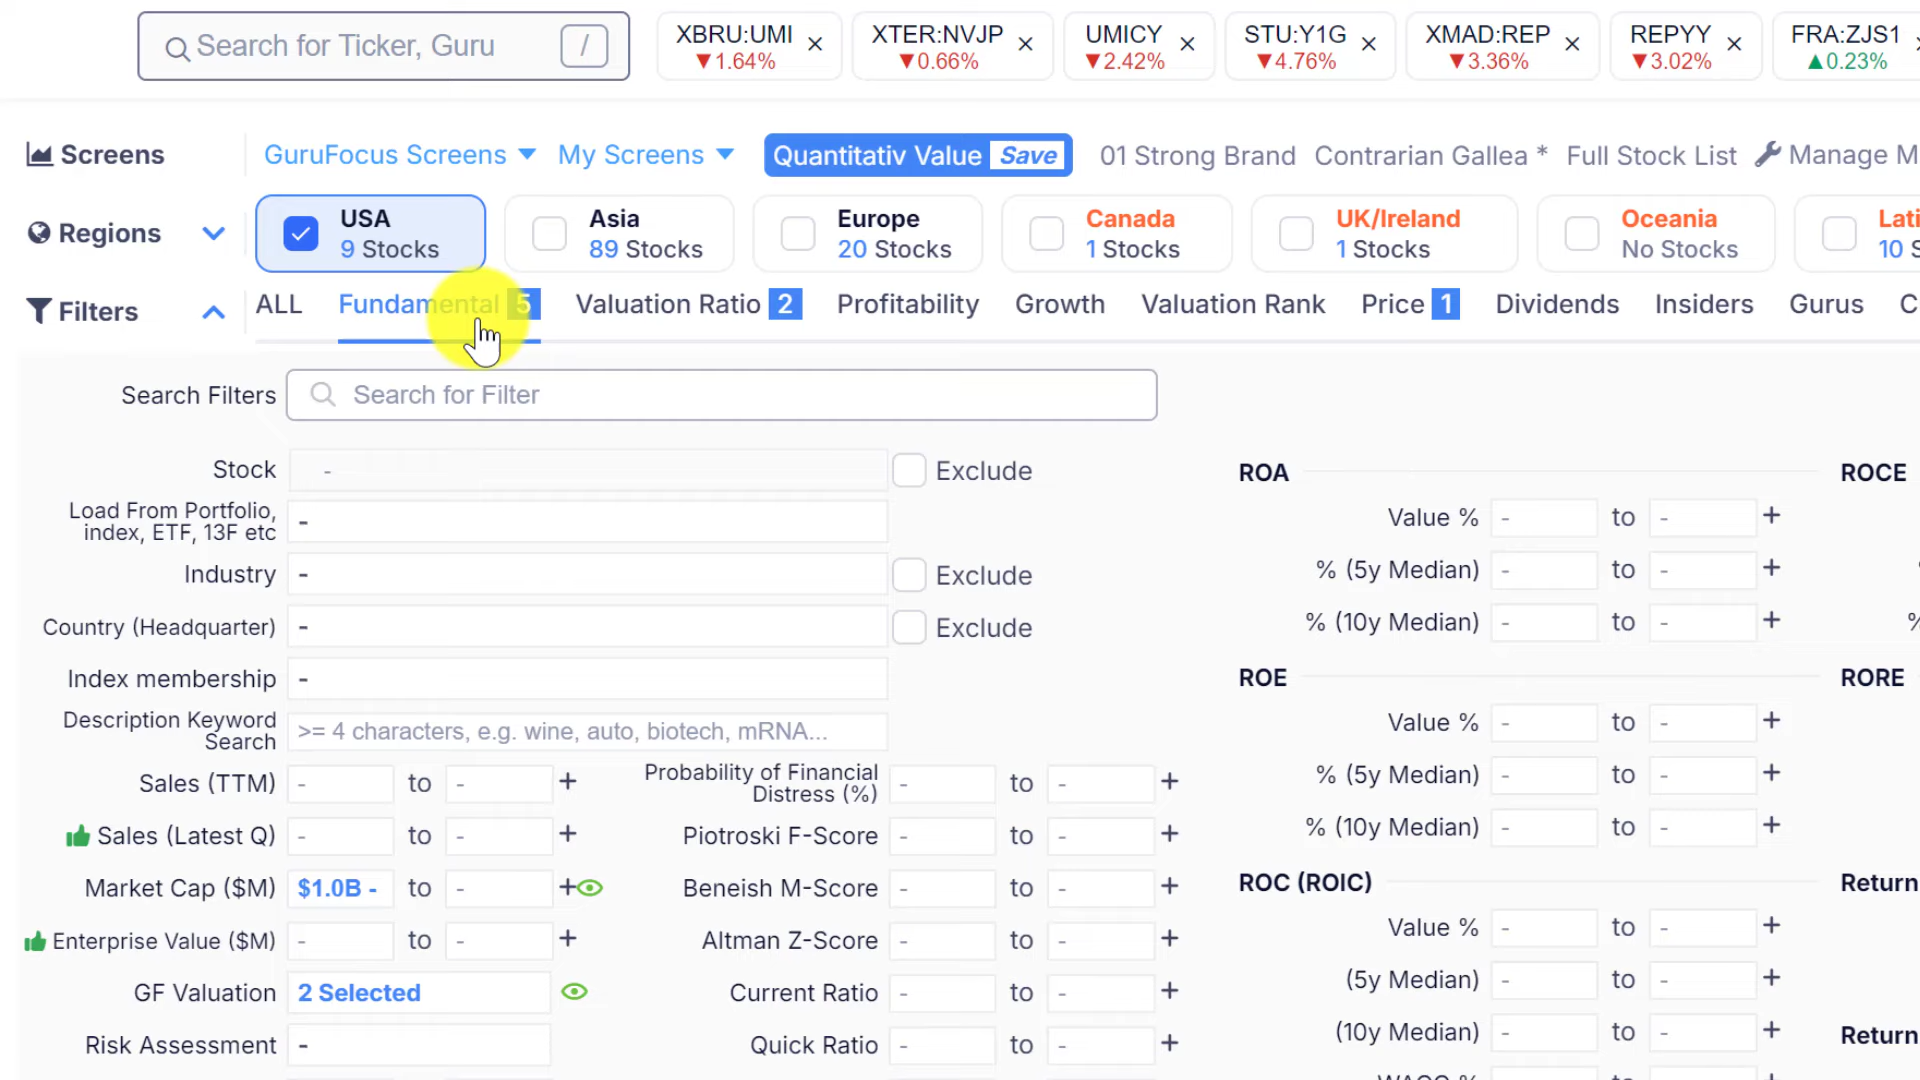 Search for Ticker, Guru /
XBRU:UMI ×
▼1.64%
XTER:NVJP ×
▼0.66%
UMICY ×
▼2.42%
STU:Y1G ×
▼4.76%
XMAD:REP ×
▼3.36%
REPYY ×
▼3.02%
FRA:ZJS1
▲0.23%
Screens GuruFocus Screens My Screens Quantitativ Value Save 01 Strong Brand Contrarian Gallea * Full Stock List Manage M
Regions
USA
9 Stocks
Asia
89 Stocks
Europe
20 Stocks
Canada
1 Stocks
UK/Ireland
1 Stocks
Oceania
No Stocks
Lati
10 S
Filters ALL Fundamental 5 Valuation Ratio 2 Profitability Growth Valuation Rank Price 1 Dividends Insiders Gurus C
Search Filters Search for Filter
Stock - Exclude
Load From Portfolio,
index, ETF, 13F etc -
Industry - Exclude
Country (Headquarter) - Exclude
Index membership -
Description Keyword
Search >= 4 characters, e.g. wine, auto, biotech, mRNA...
Sales (TTM) - to - +
Sales (Latest Q) - to - +
Market Cap ($M) $1.0B - to - +
Enterprise Value ($M) - to - +
GF Valuation 2 Selected
Risk Assessment -
Probability of Financial
Distress (%) - to - +
Piotroski F-Score - to - +
Beneish M-Score - to - +
Altman Z-Score - to - +
Current Ratio - to - +
Quick Ratio - to - +
ROA
Value % - to - +
% (5y Median) - to - +
% (10y Median) - to - +
ROE
Value % - to - +
% (5y Median) - to - +
% (10y Median) - to - +
ROC (ROIC)
Value % - to - +
(5y Median) - to - +
(10y Median) - to - +
WACC %
ROCE
%
RORE
Return
Return